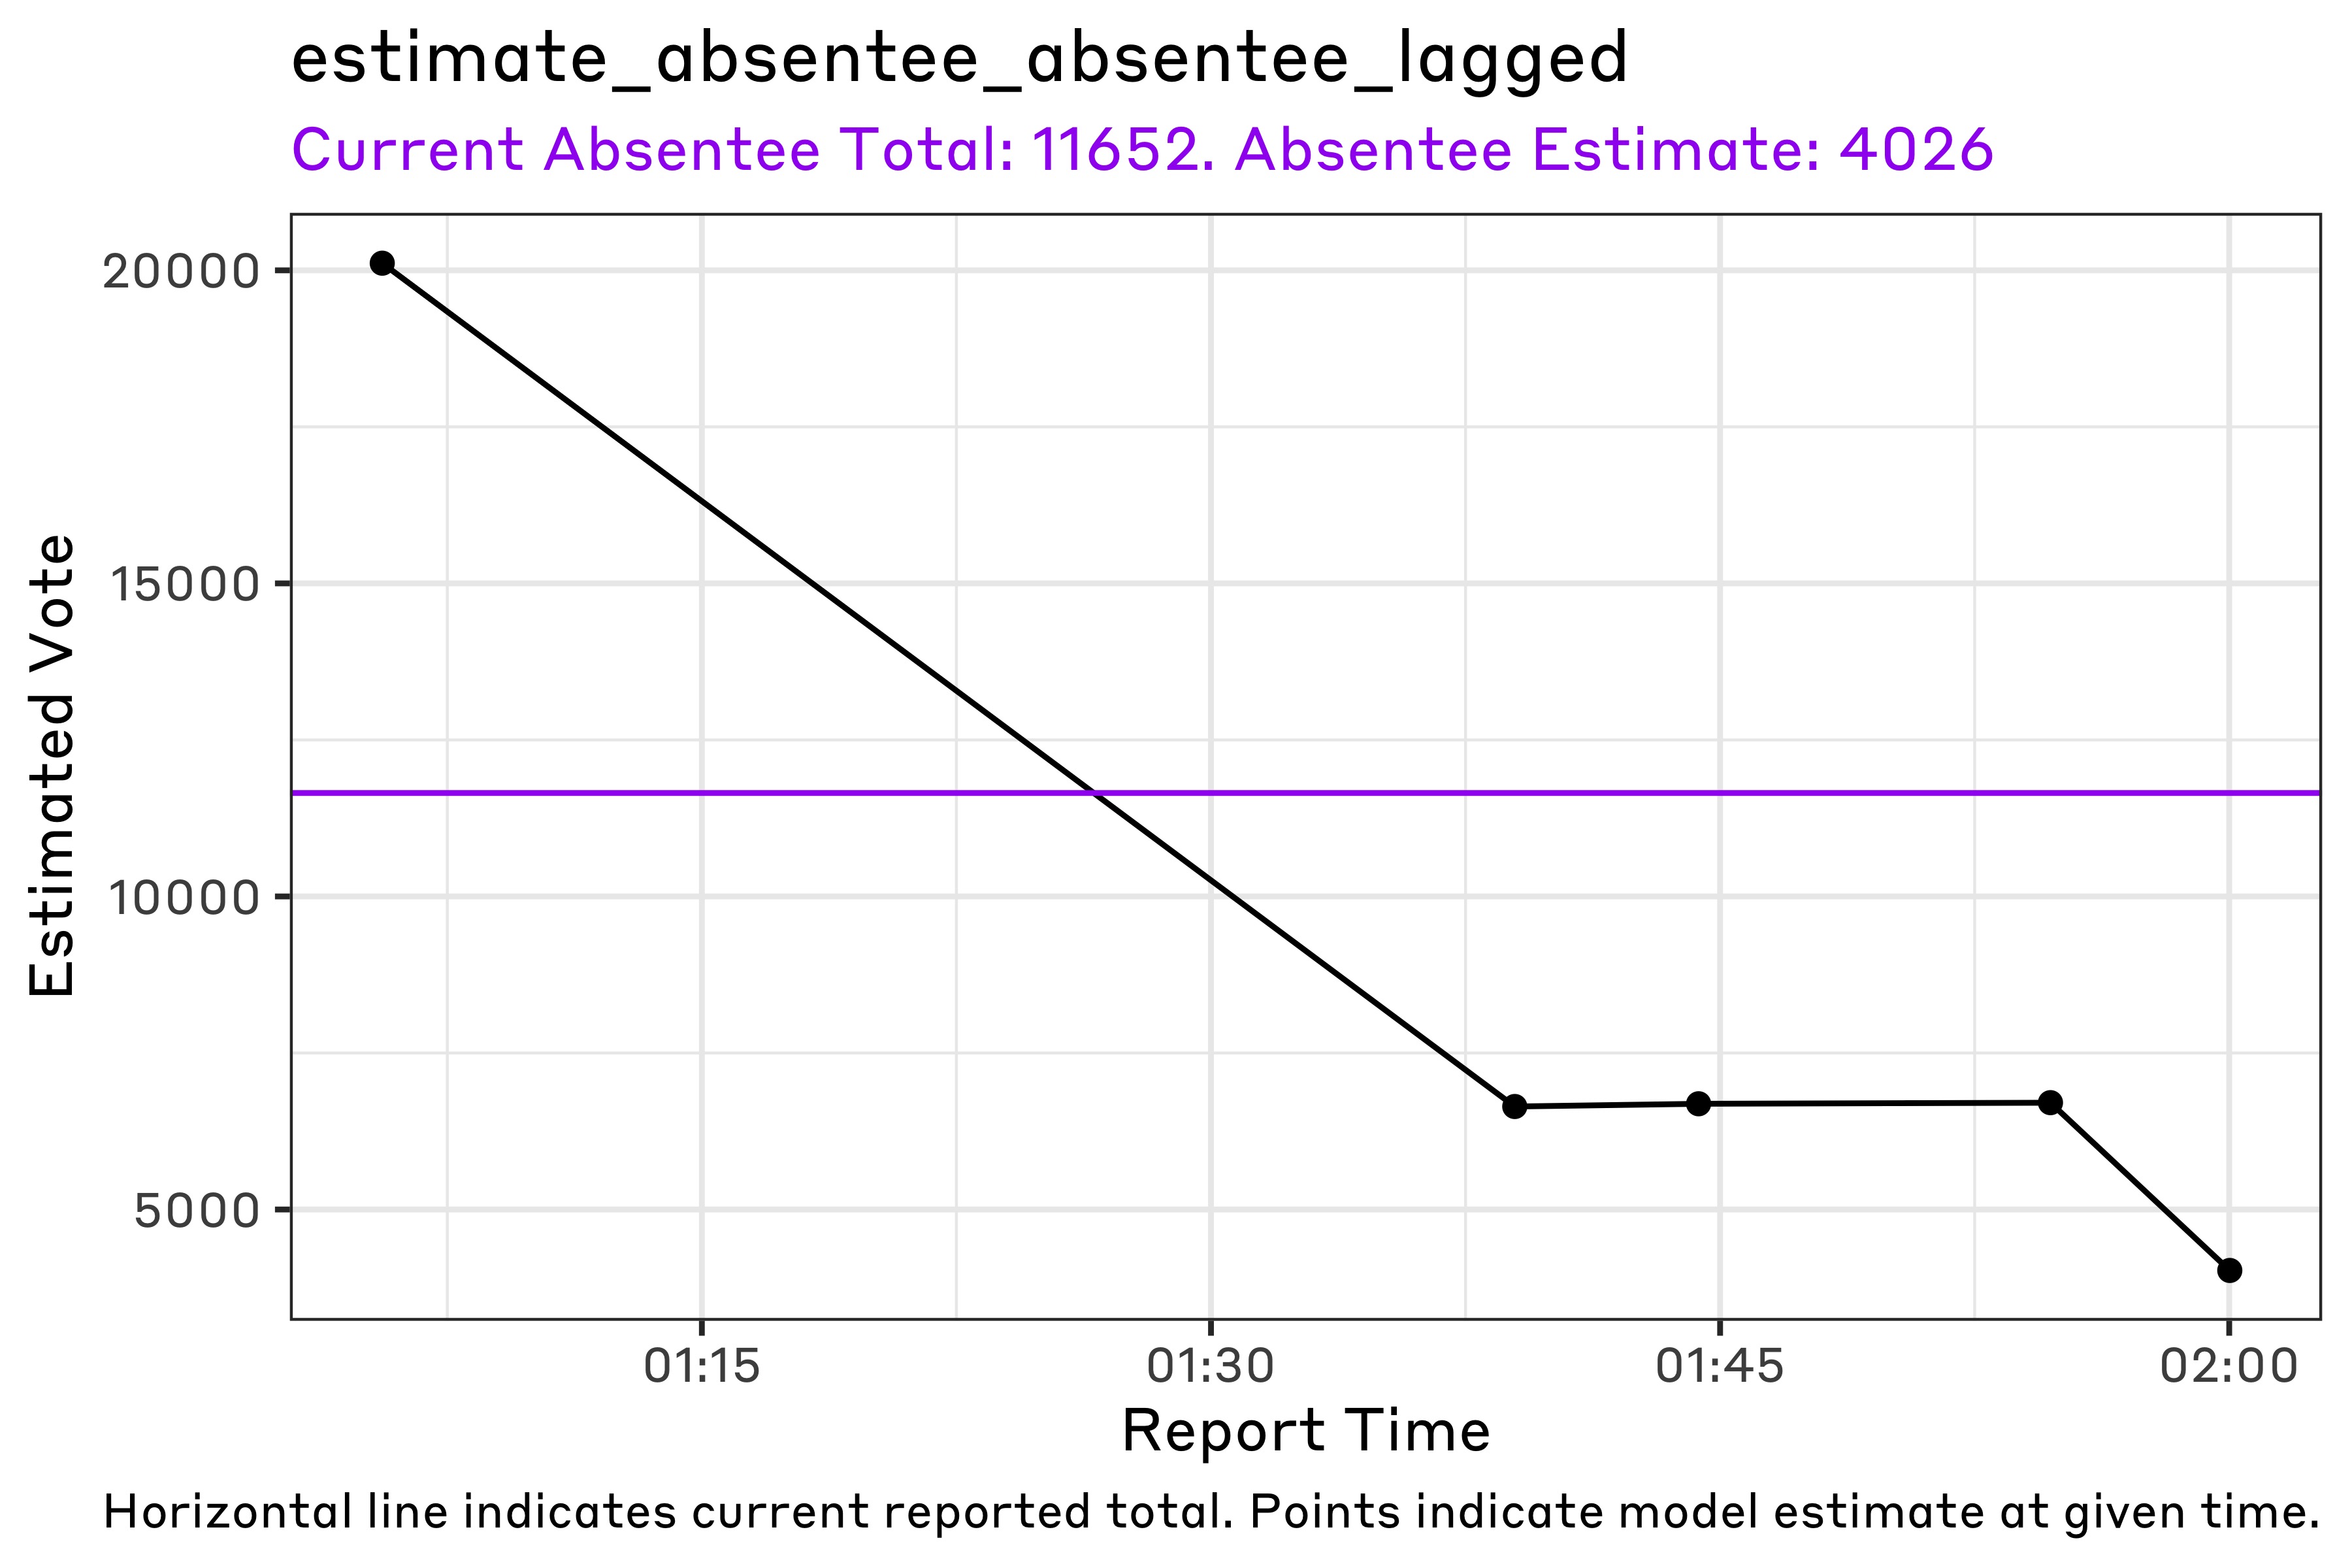 estimate_absentee_absentee_lagged
Current Absentee Total: 11652. Absentee Estimate: 4026
Estimated Vote
20000
15000
10000
5000
01:15
01:30
01:45
02:00
Report Time
Horizontal line indicates current reported total. Points indicate model estimate at given time.